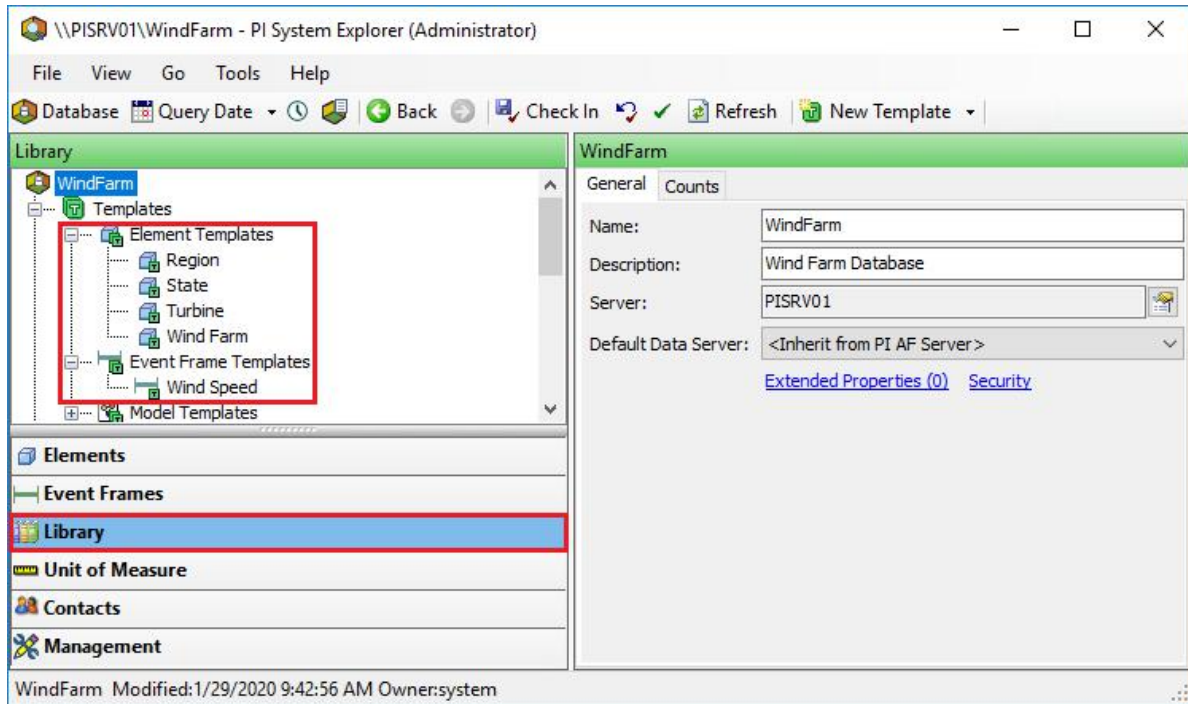 \\PISRV01\WindFarm - PI System Explorer (Administrator)
File View Go Tools Help
Database Query Date Back Check In Refresh New Template
Library
WindFarm
Templates
Element Templates
Region
State
Turbine
Wind Farm
Event Frame Templates
Wind Speed
Model Templates
Elements
Event Frames
Library
Unit of Measure
Contacts
Management
WindFarm
General Counts
Name: WindFarm
Description: Wind Farm Database
Server: PISRV01
Default Data Server: <Inherit from PI AF Server>
Extended Properties (0) Security
WindFarm Modified:1/29/2020 9:42:56 AM Owner:system